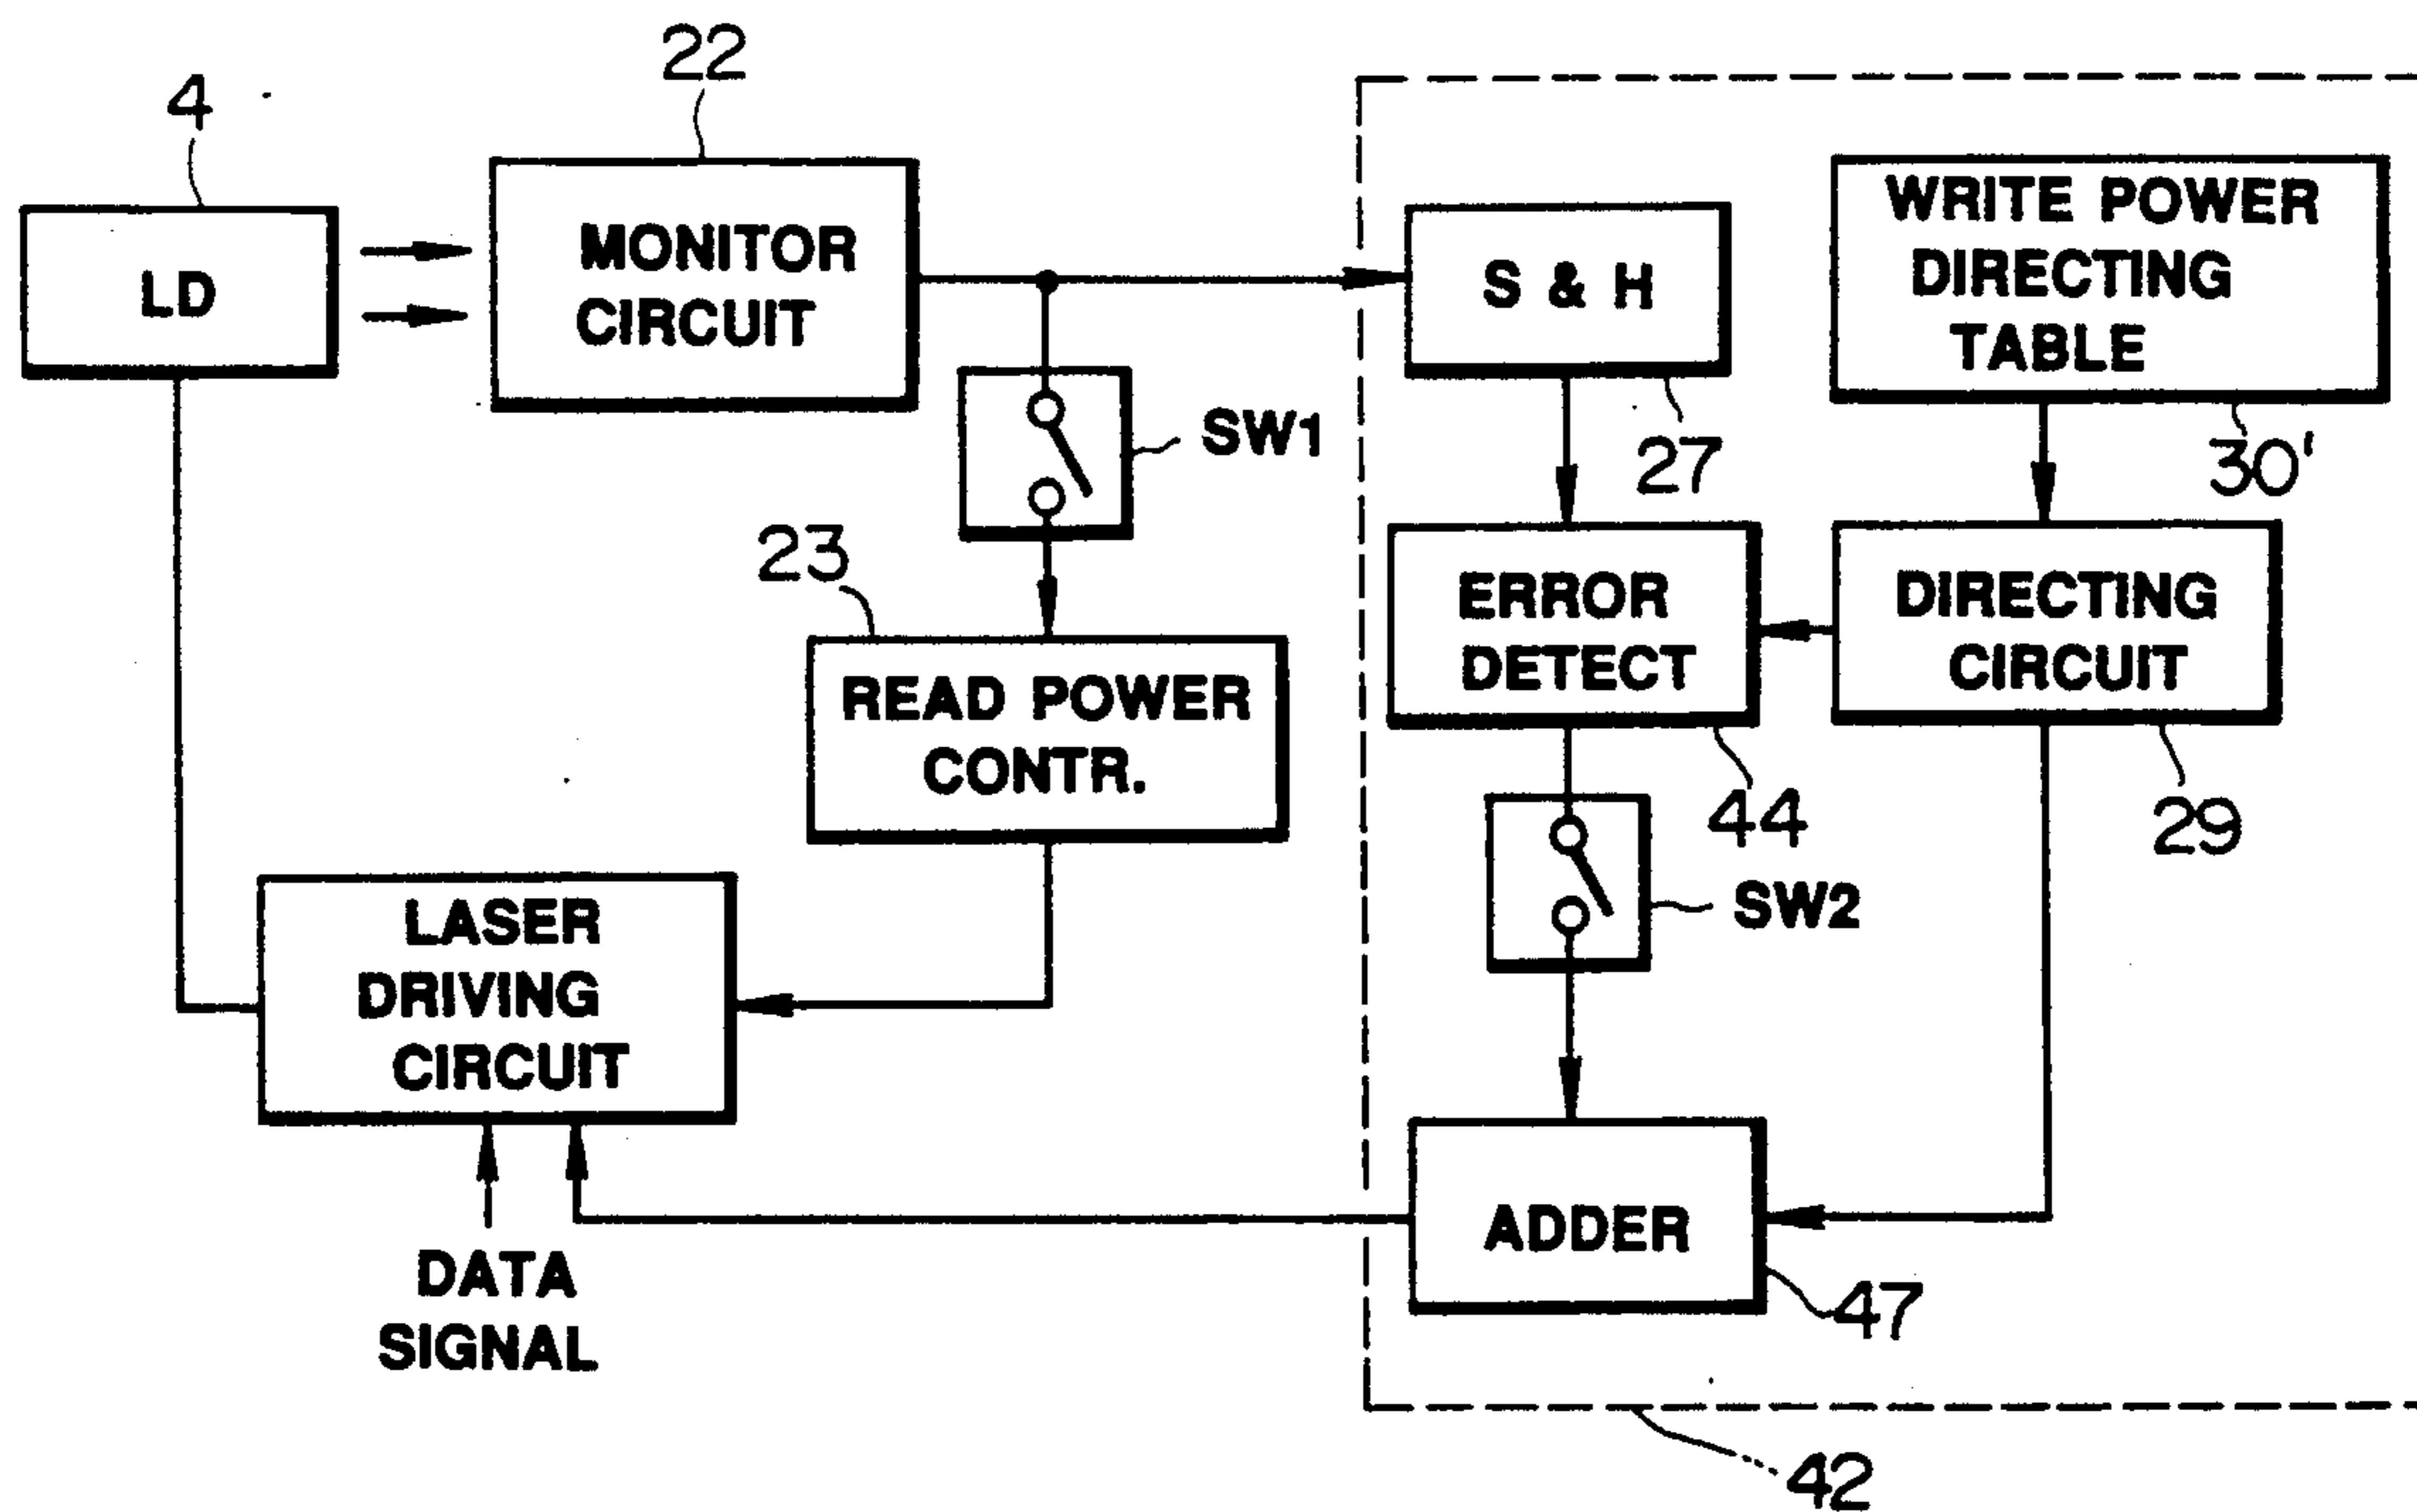 22
4
MONITOR
CIRCUIT
LD
S & H
WRITE POWER
DIRECTING
TABLE
SW1
27
30'
23
ERROR
DETECT
DIRECTING
CIRCUIT
READ POWER
CONTR.
44
29
SW2
LASER
DRIVING
CIRCUIT
ADDER
DATA
SIGNAL
47
42